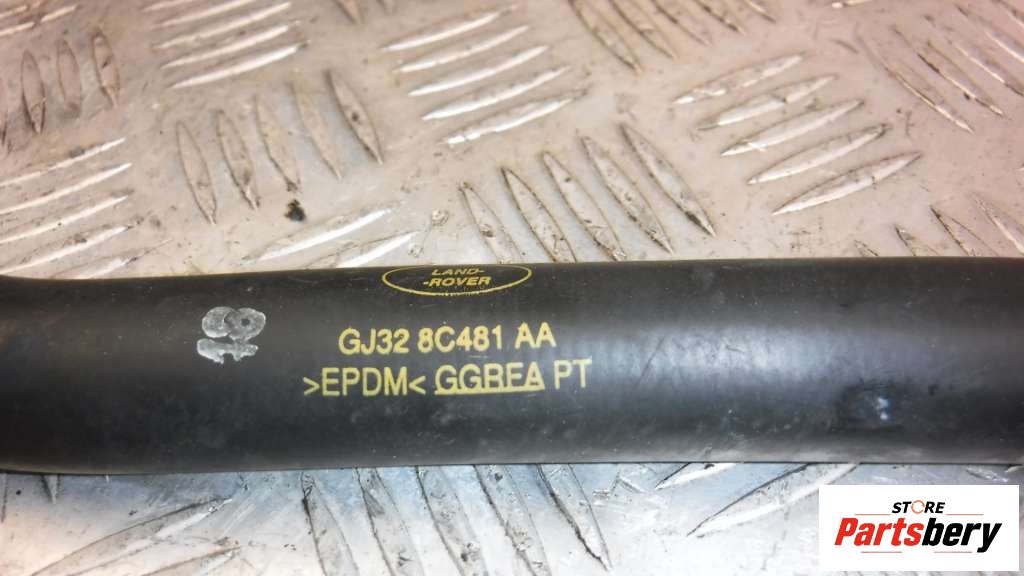 LAND-
-ROVER
GJ32 8C481 AA
>EPDM< GGBFA PT
STORE
Partsbery